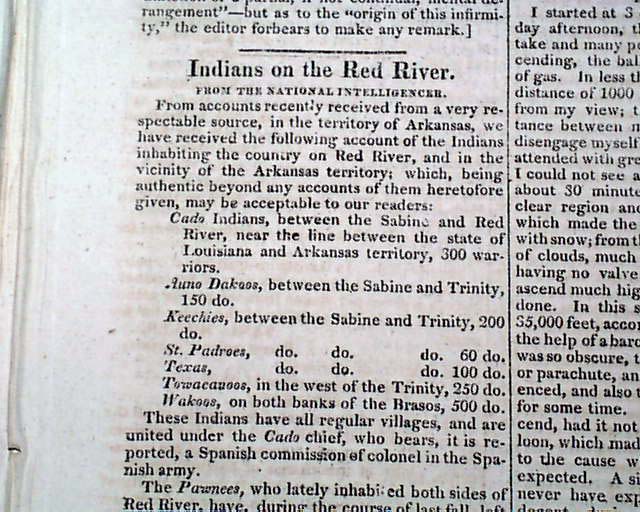 rangement"—but as to the "origin of this infirmi-
ty," the editor forbears to make any remark.]
Indians on the Red River.
FROM THE NATIONAL INTELLIGENCER.
From accounts recently received from a very re-
spectable source, in the territory of Arkansas, we
have received the following account of the Indians
inhabiting the country on Red River, and in the
vicinity of the Arkansas territory; which, being
authentic beyond any accounts of them heretofore
given, may be acceptable to our readers:
Cado Indians, between the Sabine and Red
River, near the line between the state of
Louisiana and Arkansas territory, 300 war-
riors.
Auno Dakoos, between the Sabine and Trinity,
150 do.
Keechies, between the Sabine and Trinity, 200
do.
St. Padroes, do. do. do. 60 do.
Texas, do. do. do. 100 do.
Towacanoos, in the west of the Trinity, 250 do.
Wakoos, on both banks of the Brasos, 500 do.
These Indians have all regular villages, and are
united under the Cado chief, who bears, it is re-
ported, a Spanish commission of colonel in the Spa-
nish army.
The Pawnees, who lately inhabited both sides of
Red River, have, during the course of last fall, left
I started at 3
day afternoon,
take and many
cending, the
of gas. In less
distance of 1000
from my view;
tance between
disengage myself
attended with
I could not see
about 30
clear region
which made the
with snow; from
of clouds, much
having no valve
ascend much
done. In this
35,000 feet,
the help of a
was so obscure,
or parachute,
enced, and also
for some time.
cend, had it not
loon, which made
to the cause
expected. A
never have